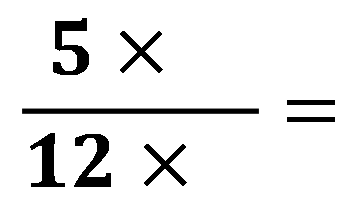 5 ×
12 × =